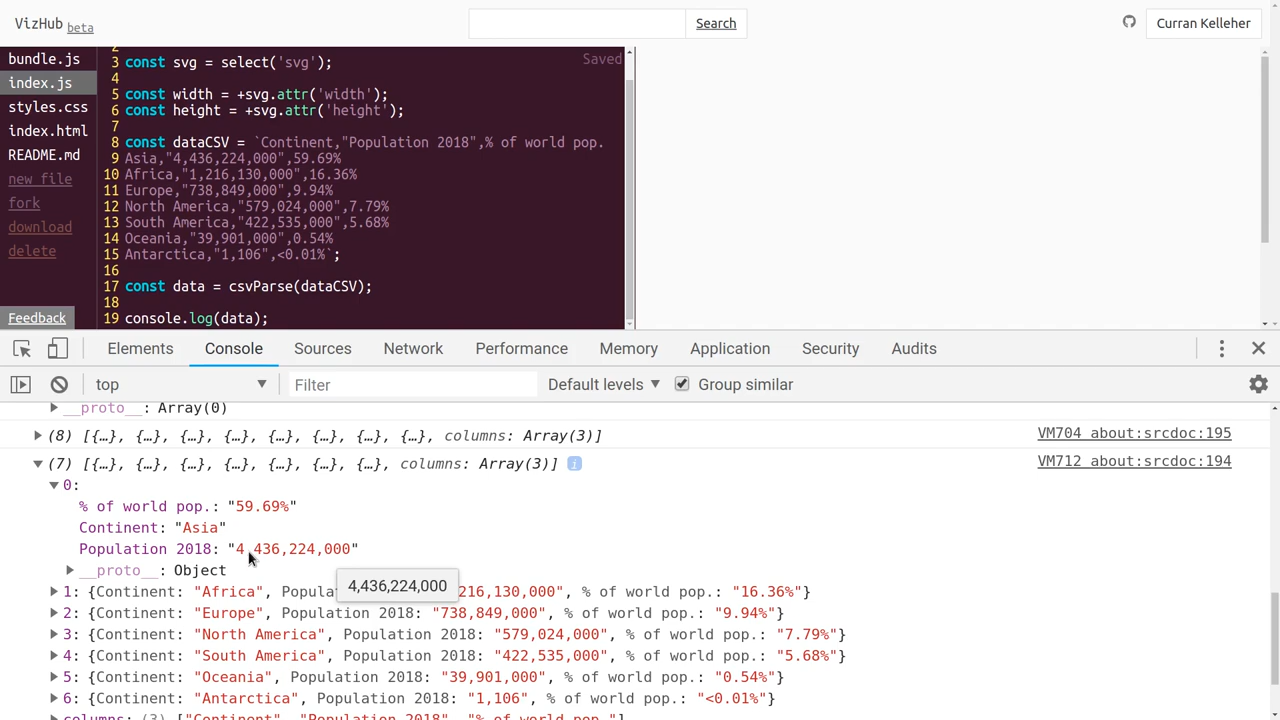 VizHub beta
Search
Curran Kelleher
bundle.js
index.js
styles.css
index.html
README.md
new file
fork
download
delete
Feedback
Saved
3 const svg = select('svg');
4
5 const width = +svg.attr('width');
6 const height = +svg.attr('height');
7
8 const dataCSV = `Continent,"Population 2018",% of world pop.
9 Asia,"4,436,224,000",59.69%
10 Africa,"1,216,130,000",16.36%
11 Europe,"738,849,000",9.94%
12 North America,"579,024,000",7.79%
13 South America,"422,535,000",5.68%
14 Oceania,"39,901,000",0.54%
15 Antarctica,"1,106",<0.01%`;
16
17 const data = csvParse(dataCSV);
18
19 console.log(data);
Elements Console Sources Network Performance Memory Application Security Audits
top Filter Default levels ▼ Group similar
__proto__: Array(0)
(8) [{…}, {…}, {…}, {…}, {…}, {…}, {…}, {…}, columns: Array(3)] VM704 about:srcdoc:195
(7) [{…}, {…}, {…}, {…}, {…}, {…}, {…}, columns: Array(3)] i VM712 about:srcdoc:194
0:
% of world pop.: "59.69%"
Continent: "Asia"
Population 2018: "4,436,224,000"
__proto__: Object
4,436,224,000
1: {Continent: "Africa", Popula 216,130,000", % of world pop.: "16.36%"}
2: {Continent: "Europe", Population 2018: "738,849,000", % of world pop.: "9.94%"}
3: {Continent: "North America", Population 2018: "579,024,000", % of world pop.: "7.79%"}
4: {Continent: "South America", Population 2018: "422,535,000", % of world pop.: "5.68%"}
5: {Continent: "Oceania", Population 2018: "39,901,000", % of world pop.: "0.54%"}
6: {Continent: "Antarctica", Population 2018: "1,106", % of world pop.: "<0.01%"}
columns: (3) ["Continent", "Population 2018", "% of world pop."]